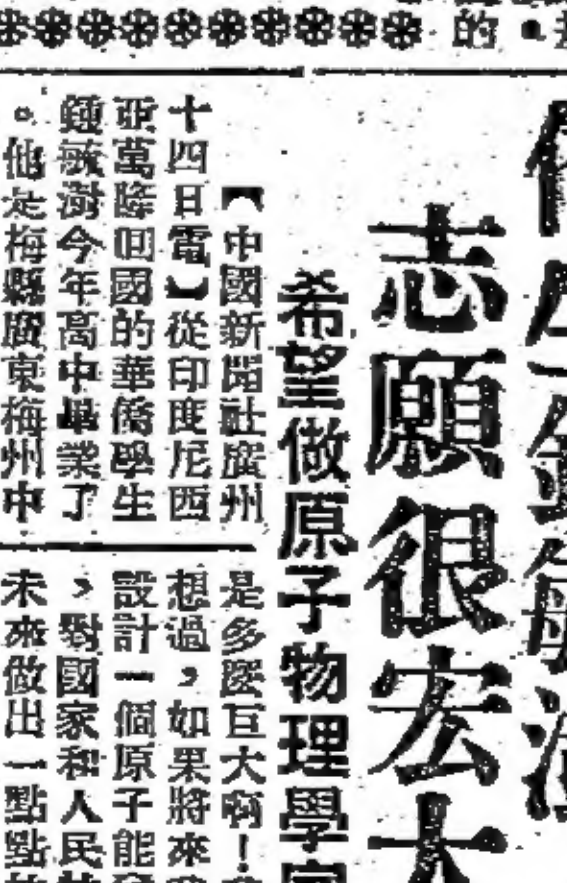 的
志願很宏大
希望做原子物理學家
【中國新聞社廣州
十四日電】從印度尼西
亞萬隆回國的華僑學生
鍾敏澍今年高中畢業了
。他是梅縣廣東梅州中
是多麼巨大啊！
想過，如果將來
設計一個原子能
，對國家和人民
未來做出一點點